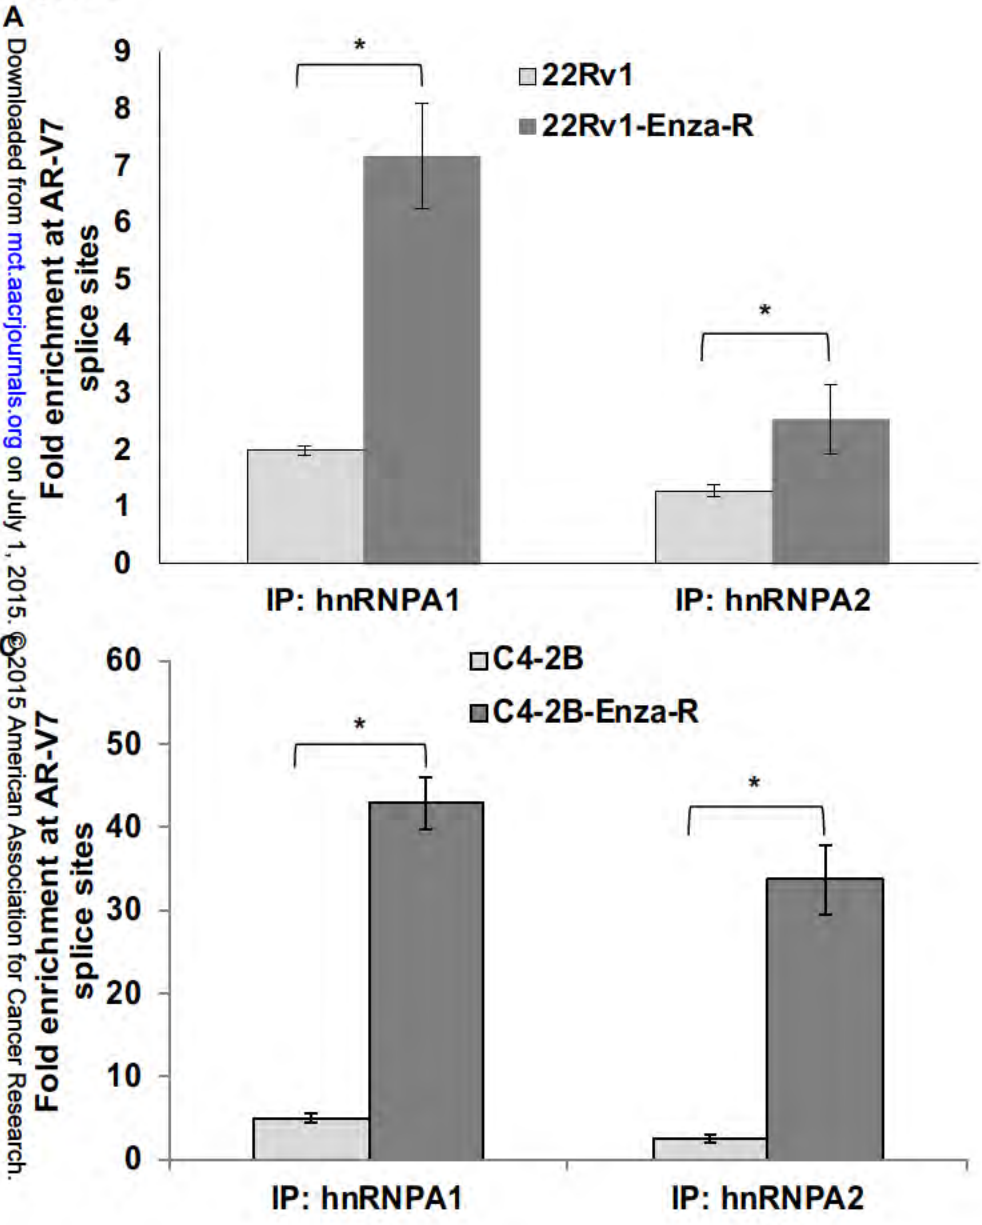 A
Downloaded from mct.aacrjournals.org on July 1, 2015. © 2015 American Association for Cancer Research.
Fold enrichment at AR-V7
splice sites
9
8
7
6
5
4
3
2
1
0
*
*
22Rv1
22Rv1-Enza-R
IP: hnRNPA1
IP: hnRNPA2
C
Fold enrichment at AR-V7
splice sites
60
50
40
30
20
10
0
*
*
C4-2B
C4-2B-Enza-R
IP: hnRNPA1
IP: hnRNPA2